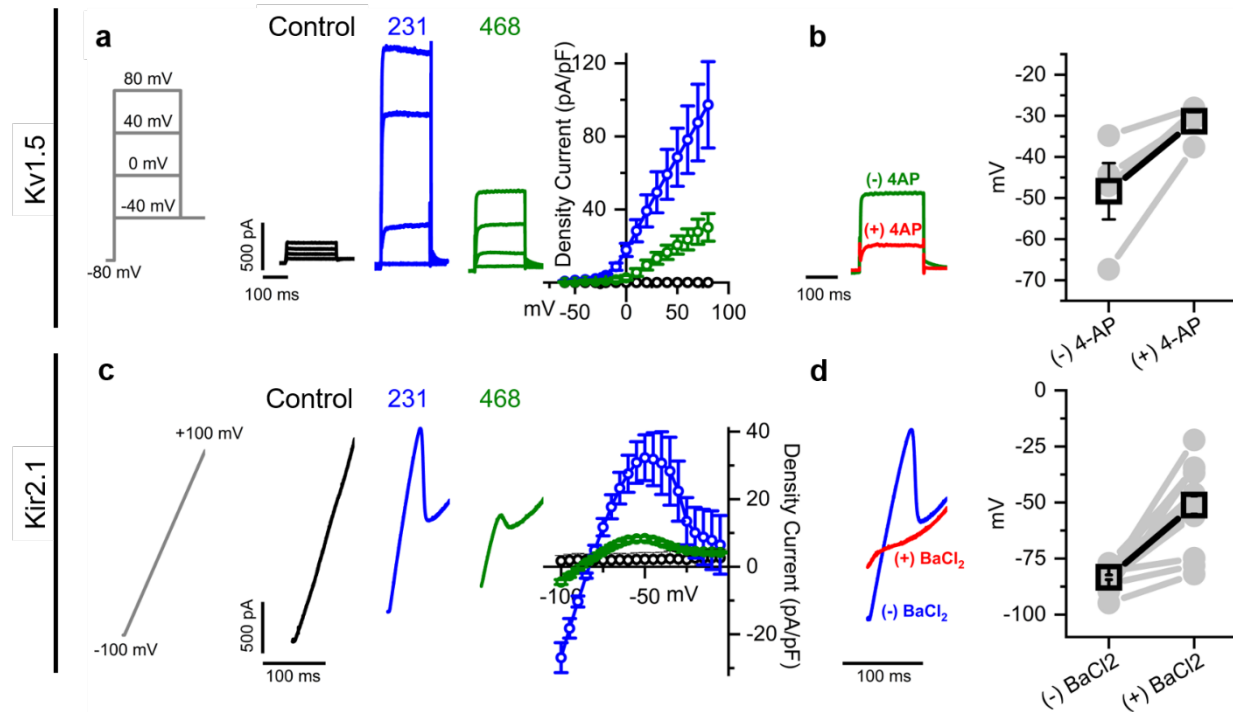 Kv1.5
a
80 mV
40 mV
0 mV
-40 mV
-80 mV
Control
231
468
500 pA
100 ms
Density Current (pA/pF)
120
80
40
0
mV
-50
0
50
100
b
(-) 4AP
(+) 4AP
100 ms
mV
-20
-30
-40
-50
-60
-70
(-) 4-AP
(+) 4-AP
Kir2.1
c
+100 mV
-100 mV
Control
231
468
500 pA
100 ms
40
20
0
-20
Density Current (pA/pF)
-100
-50
mV
d
(+) BaCl2
(-) BaCl2
100 ms
mV
0
-25
-50
-75
-100
(-) BaCl2
(+) BaCl2